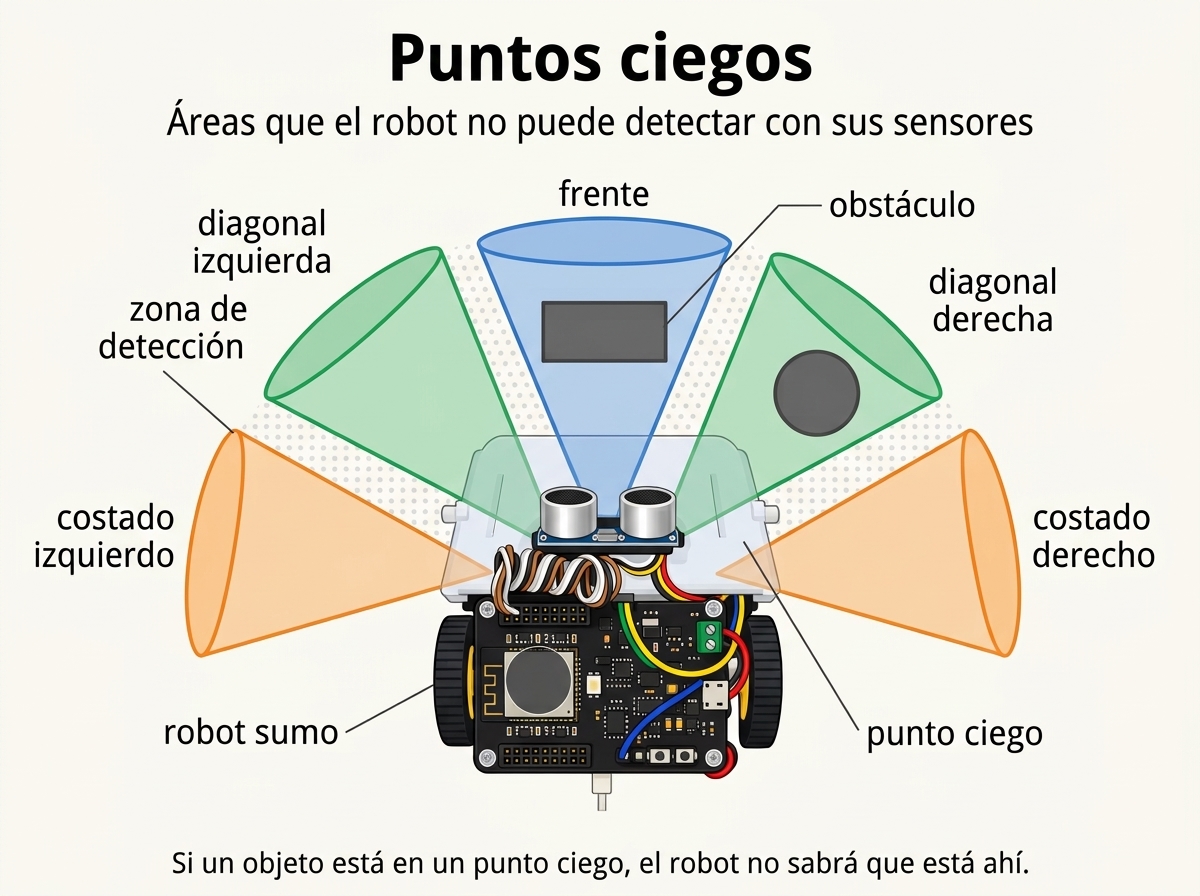 Puntos ciegos
Áreas que el robot no puede detectar con sus sensores
frente
obstáculo
diagonal
izquierda
diagonal
derecha
zona de
detección
costado
izquierdo
costado
derecho
robot sumo
punto ciego
Si un objeto está en un punto ciego, el robot no sabrá que está ahí.